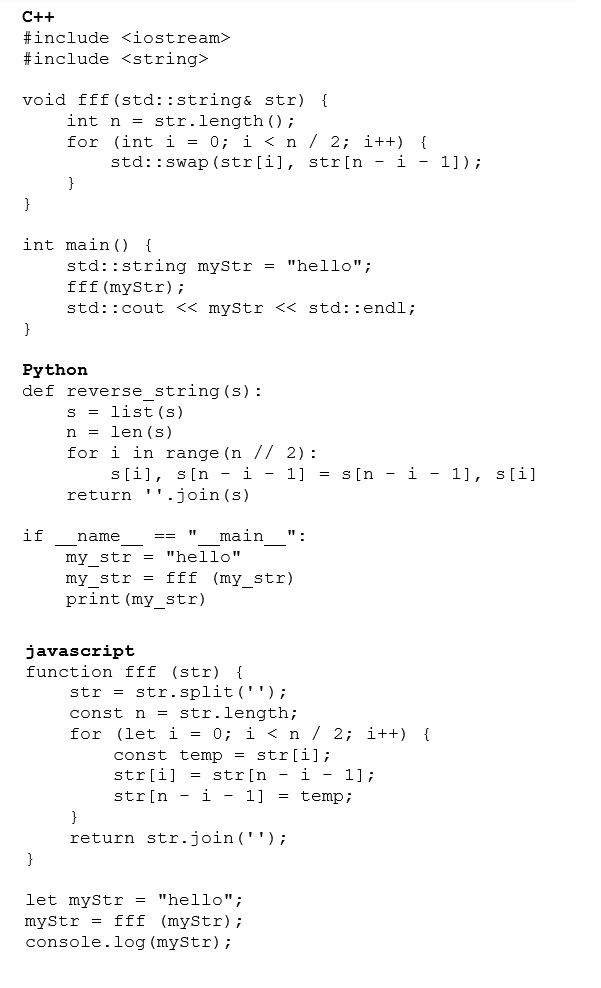 C++
#include <iostream>
#include <string>

void fff(std::string& str) {
    int n = str.length();
    for (int i = 0; i < n / 2; i++) {
        std::swap(str[i], str[n - i - 1]);
    }
}

int main() {
    std::string myStr = "hello";
    fff(myStr);
    std::cout << myStr << std::endl;
}

Python
def reverse_string(s):
    s = list(s)
    n = len(s)
    for i in range(n // 2):
        s[i], s[n - i - 1] = s[n - i - 1], s[i]
    return ''.join(s)

if __name__ == "__main__":
    my_str = "hello"
    my_str = fff (my_str)
    print(my_str)

javascript
function fff (str) {
    str = str.split('');
    const n = str.length;
    for (let i = 0; i < n / 2; i++) {
        const temp = str[i];
        str[i] = str[n - i - 1];
        str[n - i - 1] = temp;
    }
    return str.join('');
}

let myStr = "hello";
myStr = fff (myStr);
console.log(myStr);